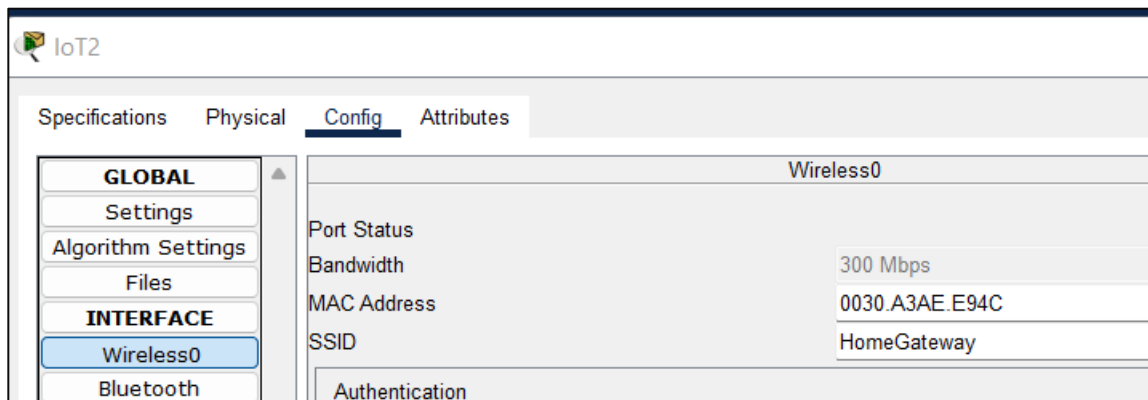 IoT2
Specifications Physical Config Attributes
GLOBAL
Settings
Algorithm Settings
Files
INTERFACE
Wireless0
Bluetooth
Wireless0
Port Status
Bandwidth 300 Mbps
MAC Address 0030.A3AE.E94C
SSID HomeGateway
Authentication